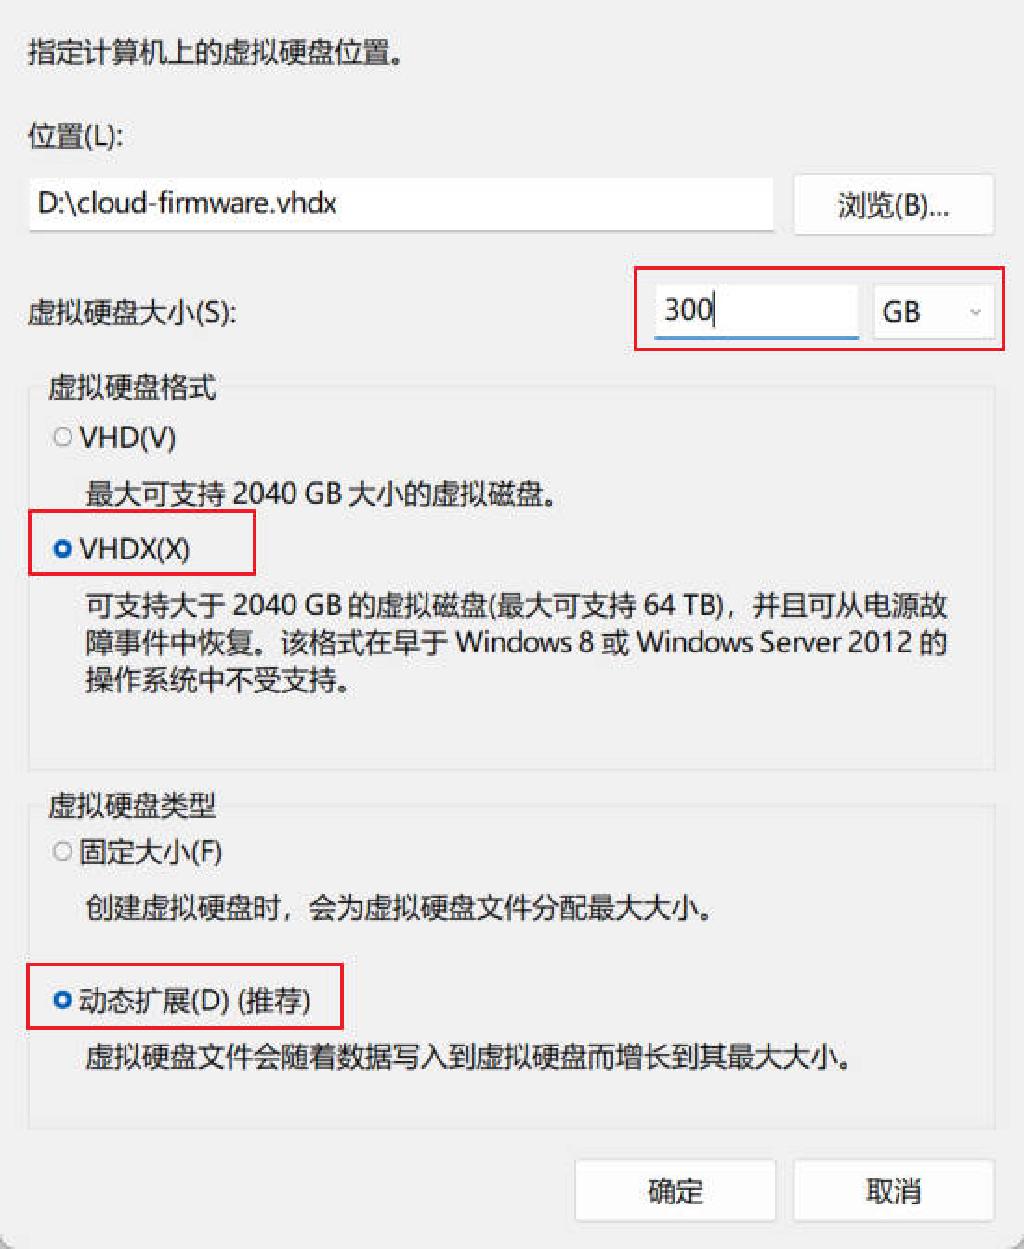 指定计算机上的虚拟硬盘位置。
位置(L):
D:\cloud-firmware.vhdx
浏览(B)...
虚拟硬盘大小(S):
300
GB
虚拟硬盘格式
VHD(V)
最大可支持 2040 GB 大小的虚拟磁盘。
VHDX(X)
可支持大于 2040 GB 的虚拟磁盘(最大可支持 64 TB)，并且可从电源故
障事件中恢复。该格式在早于 Windows 8 或 Windows Server 2012 的
操作系统中不受支持。
虚拟硬盘类型
固定大小(F)
创建虚拟硬盘时，会为虚拟硬盘文件分配最大大小。
动态扩展(D) (推荐)
虚拟硬盘文件会随着数据写入到虚拟硬盘而增长到其最大大小。
确定
取消